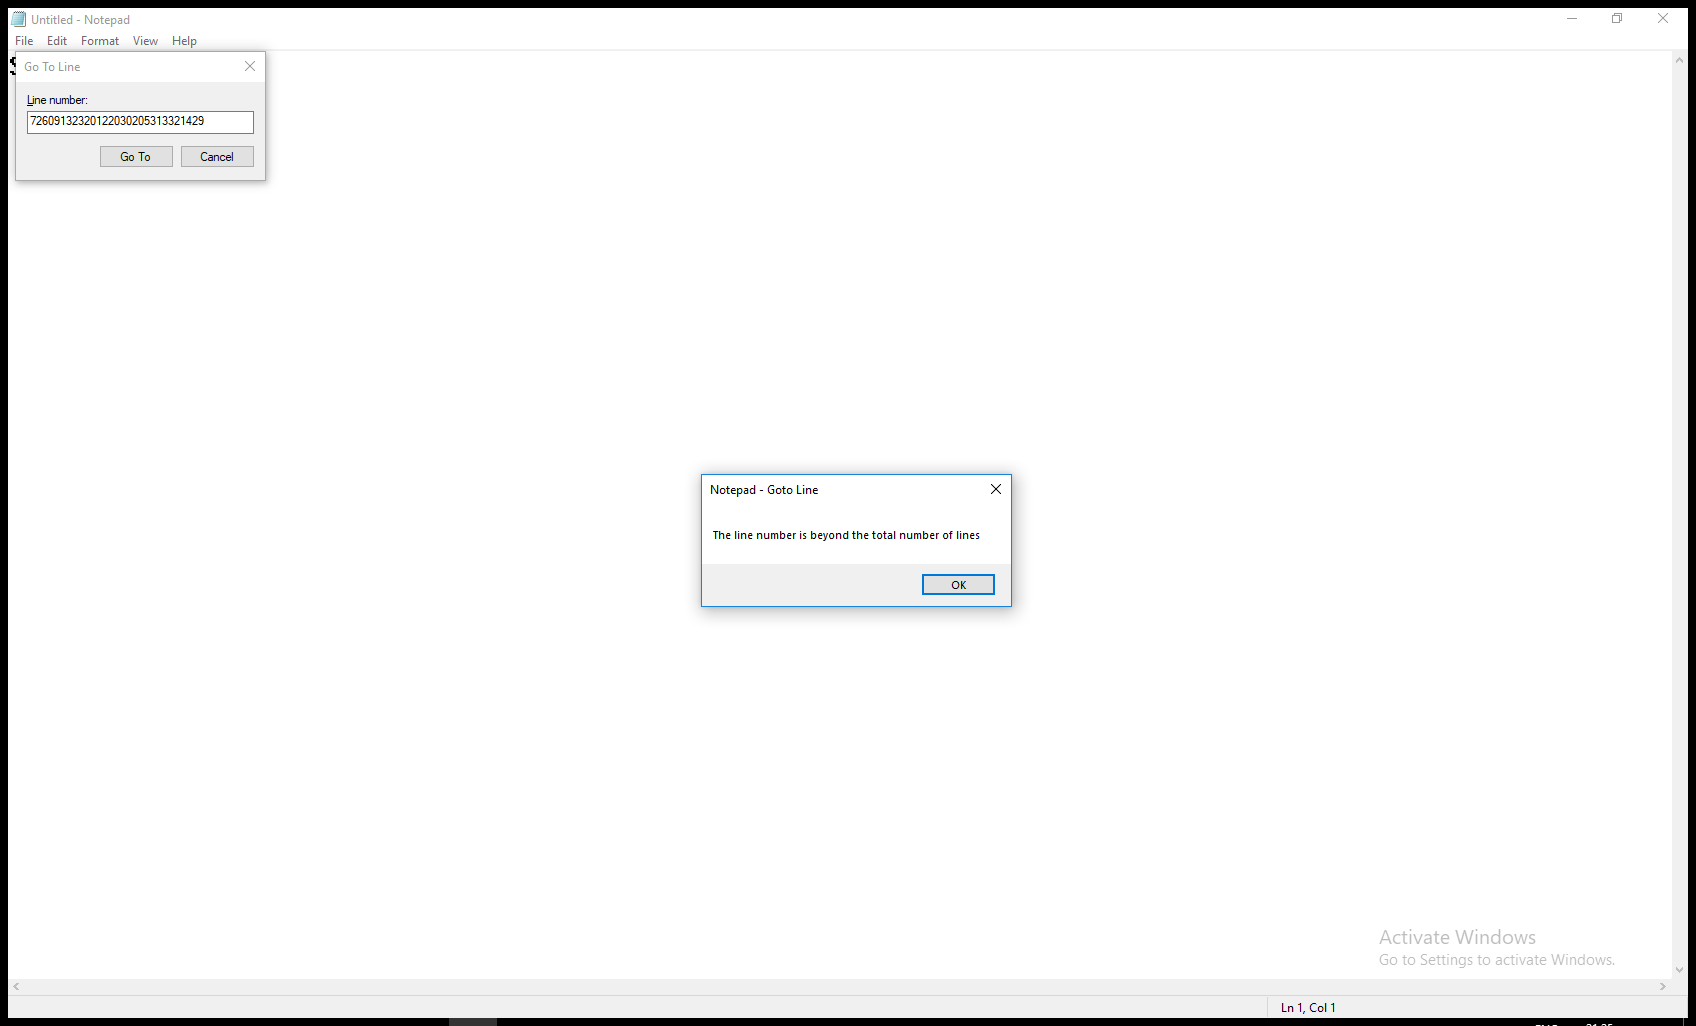 Untitled - Notepad
File Edit Format View Help
Go To Line
Line number:
72609132320122030205313321429
Go To Cancel
Notepad - Goto Line
The line number is beyond the total number of lines
OK
Activate Windows
Go to Settings to activate Windows.
Ln 1, Col 1